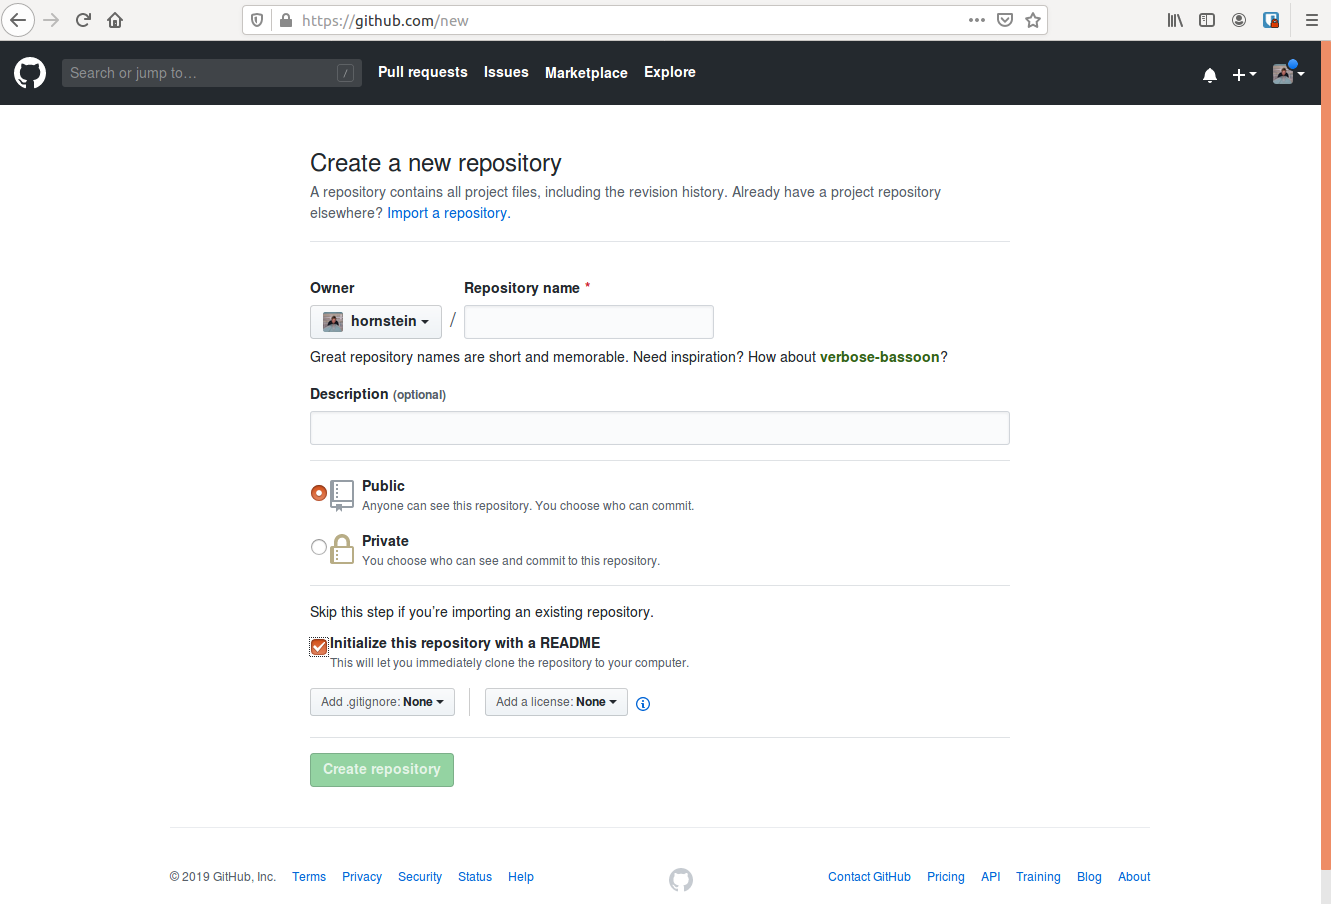 https://github.com/new
Search or jump to… /
Pull requests Issues Marketplace Explore
Create a new repository
A repository contains all project files, including the revision history. Already have a project repository
elsewhere? Import a repository.
Owner Repository name *
hornstein /
Great repository names are short and memorable. Need inspiration? How about verbose-bassoon?
Description (optional)
Public
Anyone can see this repository. You choose who can commit.
Private
You choose who can see and commit to this repository.
Skip this step if you’re importing an existing repository.
Initialize this repository with a README
This will let you immediately clone the repository to your computer.
Add .gitignore: None Add a license: None
Create repository
© 2019 GitHub, Inc. Terms Privacy Security Status Help Contact GitHub Pricing API Training Blog About